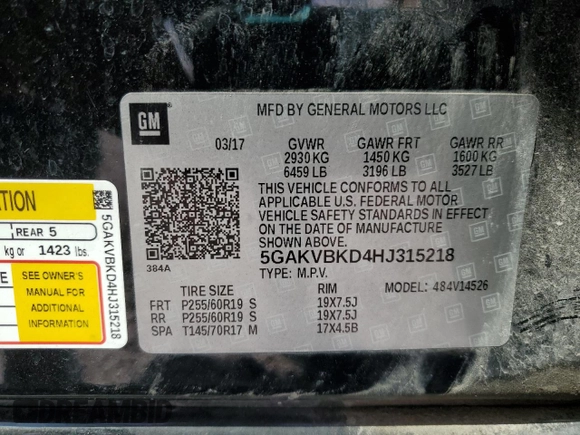 GM
MFD BY GENERAL MOTORS LLC
03/17 GVWR GAWR FRT GAWR RR
2930 KG 1450 KG 1600 KG
6459 LB 3196 LB 3527 LB
THIS VEHICLE CONFORMS TO ALL
APPLICABLE U.S. FEDERAL MOTOR
VEHICLE SAFETY STANDARDS IN EFFECT
ON THE DATE OF MANUFACTURE
SHOWN ABOVE.
384A
5GAKVBKD4HJ315218
TYPE: M.P.V.
TIRE SIZE RIM MODEL: 484V14526
FRT P255/60R19 S 19X7.5J
RR P255/60R19 S 19X7.5J
SPA T145/70R17 M 17X4.5B
ATION
REAR 5
kg or 1423 lbs.
SEE OWNER'S
MANUAL FOR
ADDITIONAL
INFORMATION
5GAKVBKD4HJ315218